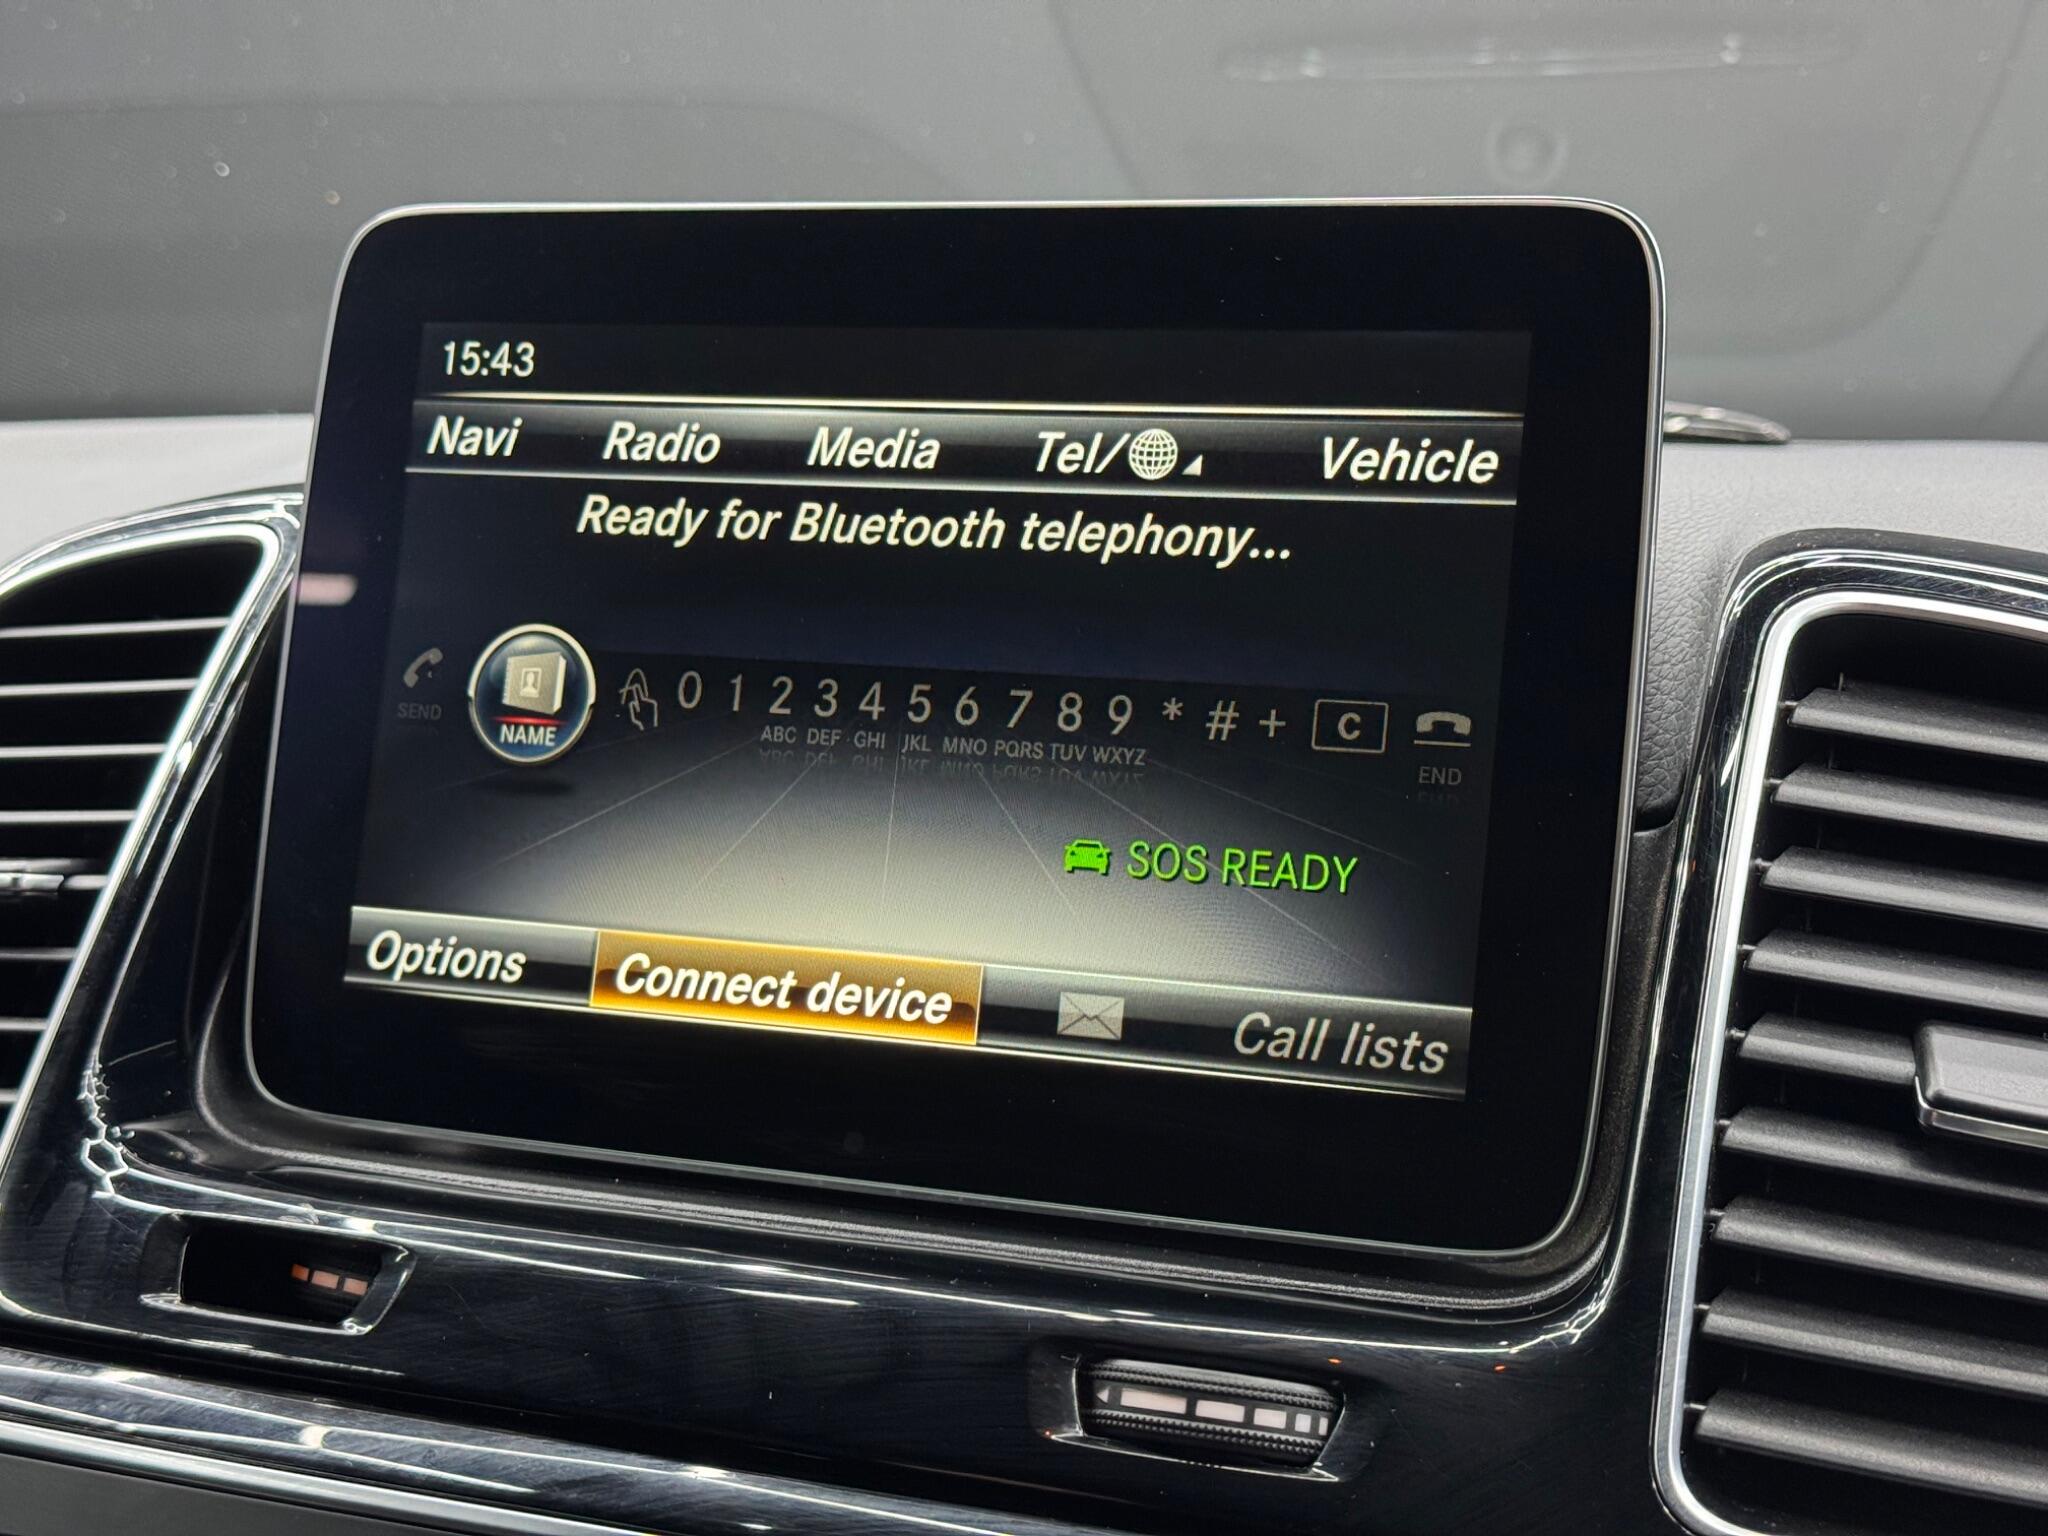 15:43
Navi Radio Media Tel/ Vehicle
Ready for Bluetooth telephony...
SEND NAME 0 1 2 3 4 5 6 7 8 9 * # + C END
ABC DEF GHI JKL MNO PQRS TUV WXYZ
SOS READY
Options Connect device Call lists